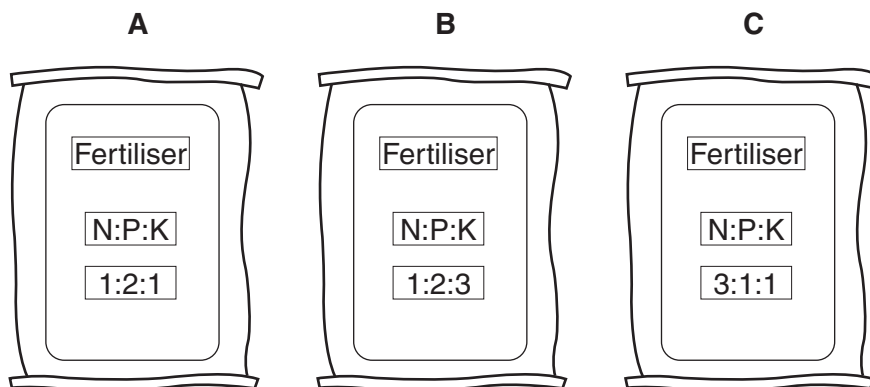 A B C
Fertiliser Fertiliser Fertiliser
N:P:K N:P:K N:P:K
1:2:1 1:2:3 3:1:1